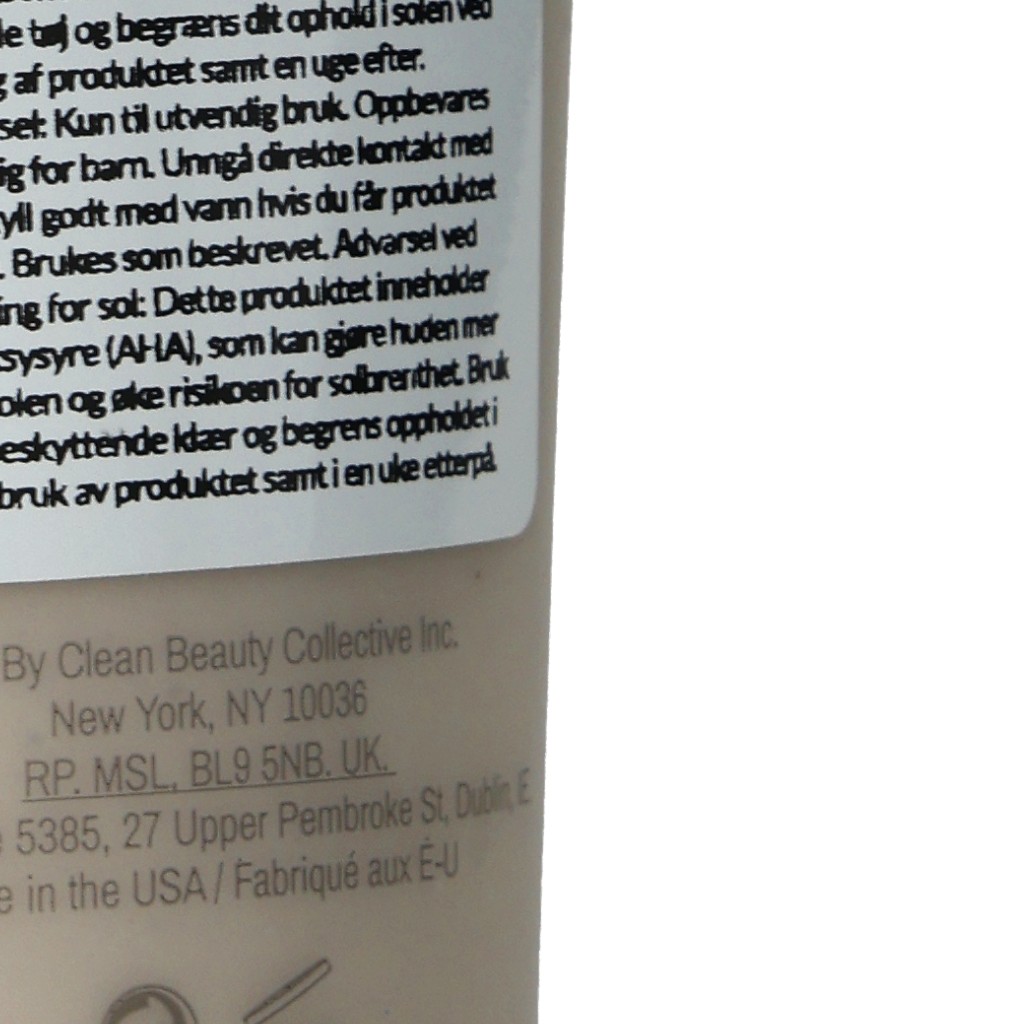 tøj og begræns dit ophold i solen ved
af produktet samt en uge efter.
Kun til utvendig bruk. Oppbevares
for barn. Unngå direkte kontakt med
godt med vann hvis du får produktet
. Brukes som beskrevet. Advarsel ved
ing for sol: Dette produktet inneholder
sysyre (AHA), som kan gjøre huden mer
olen og øke risikoen for solbrenthet. Bruk
eskyttende klær og begrens oppholdet i
bruk av produktet samt i en uke etterpå.
By Clean Beauty Collective Inc.
New York, NY 10036
RP. MSL, BL9 5NB. UK.
5385, 27 Upper Pembroke St, Dublin, E
e in the USA / Fabriqué aux É-U